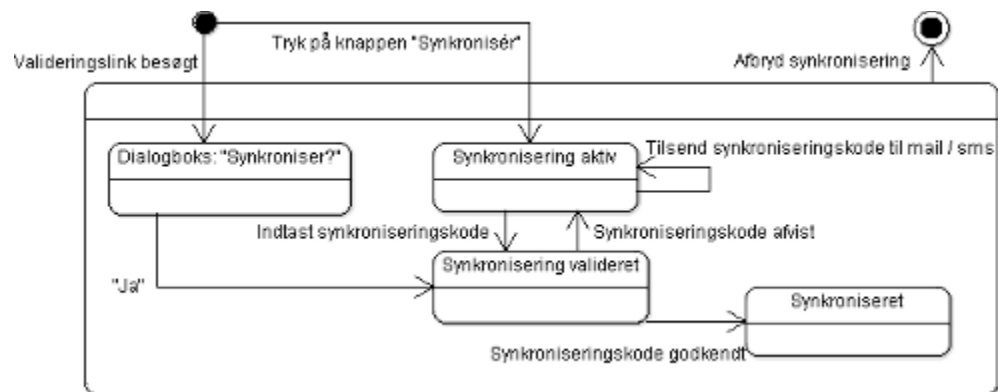 Tryk på knappen "Synkronisér"
Valideringslink besøgt
Afbryd synkronisering
Dialogboks: "Synkroniser?"
Synkronisering aktiv
Tilsend synkroniseringskode til mail / sms
Indtast synkroniseringskode
Synkroniseringskode afvist
Synkronisering valideret
"Ja"
Synkroniseret
Synkroniseringskode godkendt